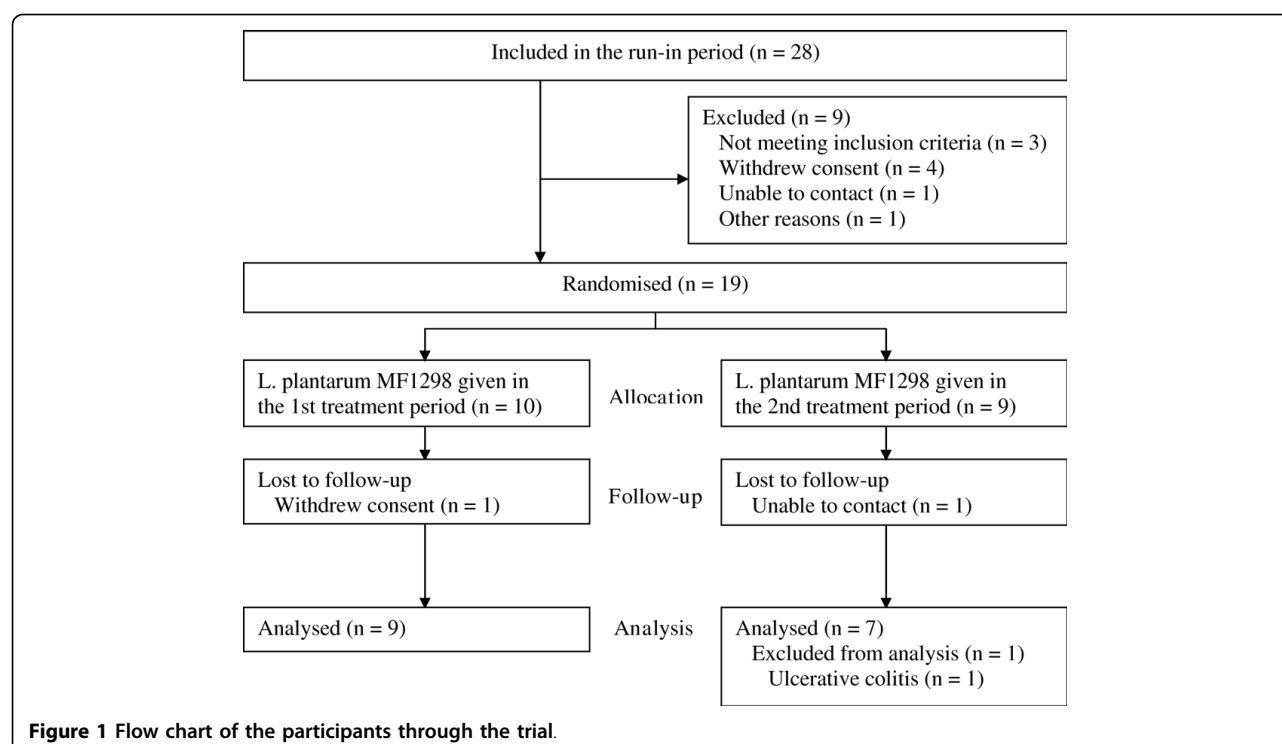 Included in the run-in period (n = 28)
Excluded (n = 9)
Not meeting inclusion criteria (n = 3)
Withdrew consent (n = 4)
Unable to contact (n = 1)
Other reasons (n = 1)
Randomised (n = 19)
L. plantarum MF1298 given in
the 1st treatment period (n = 10)
Allocation
L. plantarum MF1298 given in
the 2nd treatment period (n = 9)
Lost to follow-up
Withdrew consent (n = 1)
Follow-up
Lost to follow-up
Unable to contact (n = 1)
Analysed (n = 9)
Analysis
Analysed (n = 7)
Excluded from analysis (n = 1)
Ulcerative colitis (n = 1)
Figure 1 Flow chart of the participants through the trial.